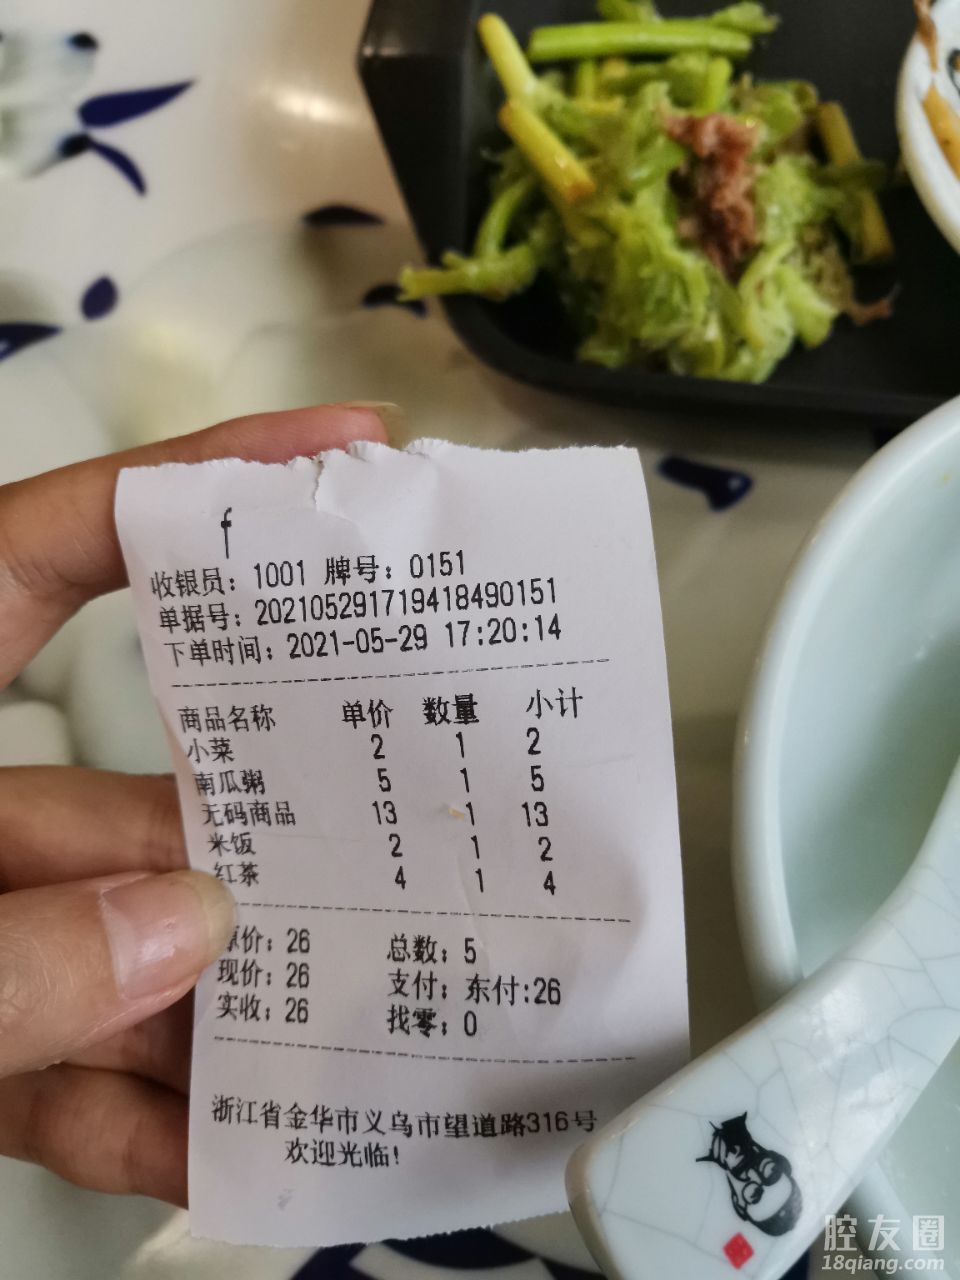 f
收银员：1001 牌号：0151
单据号：202105291719418490151
下单时间：2021-05-29 17:20:14
商品名称 单价 数量 小计
小菜 2 1 2
南瓜粥 5 1 5
无码商品 13 1 13
米饭 2 1 2
红茶 4 1 4
原价：26 总数：5
现价：26 支付：东付:26
实收：26 找零：0
浙江省金华市义乌市望道路316号
欢迎光临!
腔友圈
18qiang.com